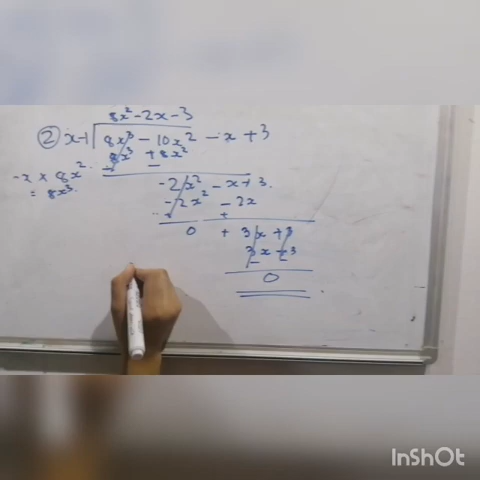 8x² - 2x - 3
② x-1 8x³ - 10x² - x + 3
8x³ + 8x²
- -
-x × 8x²
= 8x³
-2x² - x + 3
-2x² - 2x
+
0 + 3x + 3
3x - 3
0
InShOt